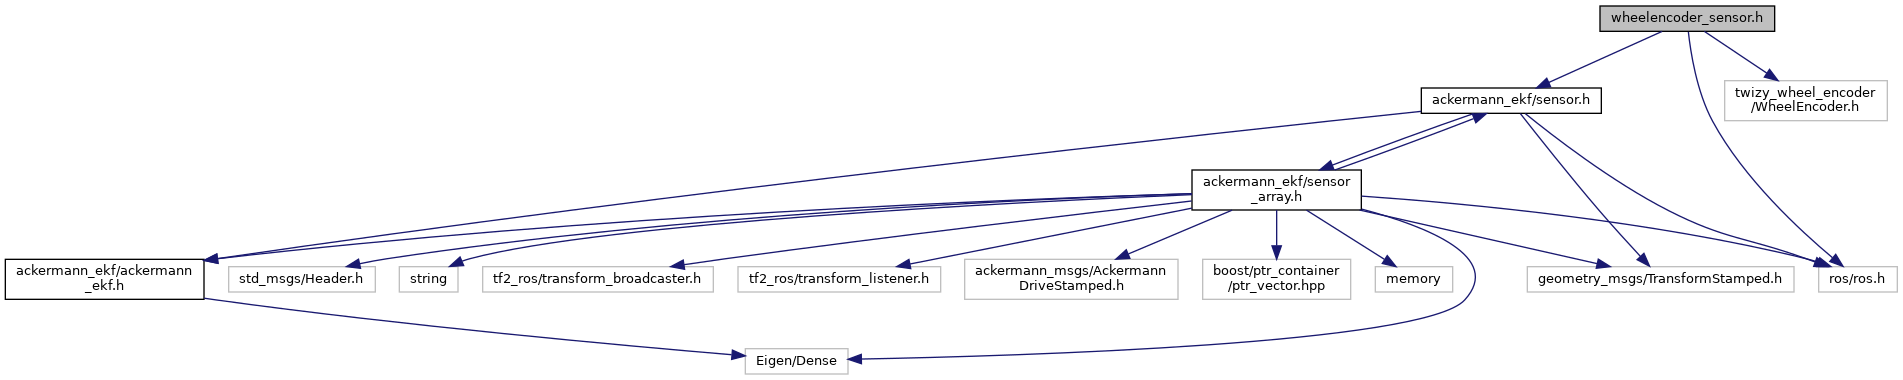 wheelencoder_sensor.h
ackermann_ekf/sensor.h
twizy_wheel_encoder
/WheelEncoder.h
ackermann_ekf/sensor
_array.h
ackermann_ekf/ackermann
_ekf.h
std_msgs/Header.h
string
tf2_ros/transform_broadcaster.h
tf2_ros/transform_listener.h
ackermann_msgs/Ackermann
DriveStamped.h
boost/ptr_container
/ptr_vector.hpp
memory
geometry_msgs/TransformStamped.h
ros/ros.h
Eigen/Dense